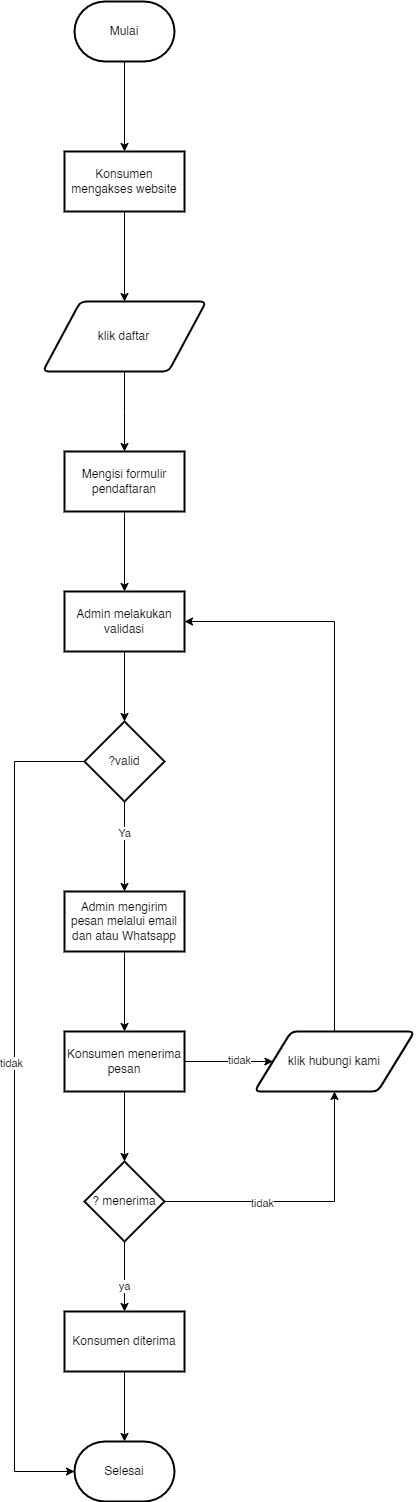 Mulai
Konsumen
mengakses website
klik daftar
Mengisi formulir
pendaftaran
Admin melakukan
validasi
?valid
Ya
Admin mengirim
pesan melalui email
dan atau Whatsapp
tidak
Konsumen menerima
pesan
tidak
klik hubungi kami
? menerima
tidak
ya
Konsumen diterima
Selesai